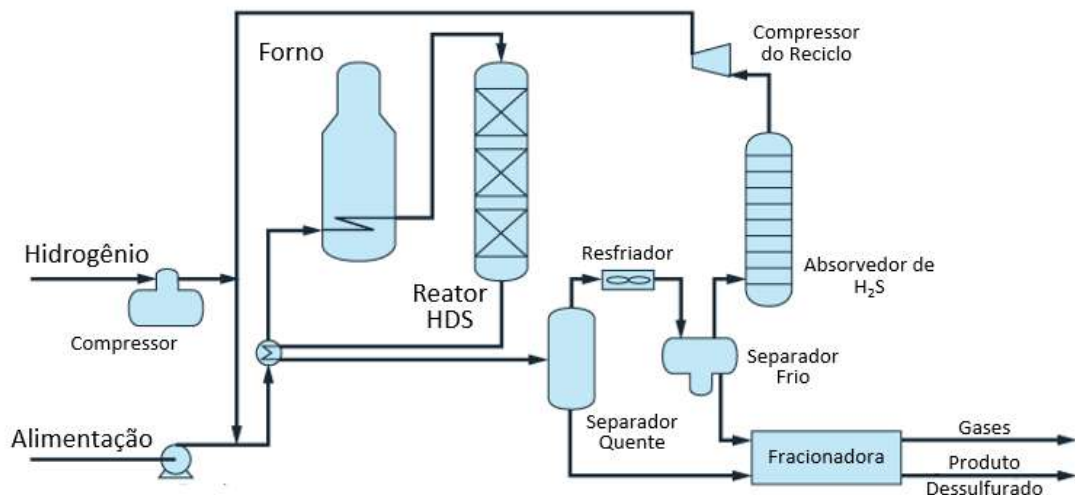 Compressor
do Reciclo
Forno
Hidrogênio
Compressor
Reator
HDS
Resfriador
Absorvedor de
H₂S
Separador
Frio
Alimentação
Separador
Quente
Fracionadora
Gases
Produto
Dessulfurado